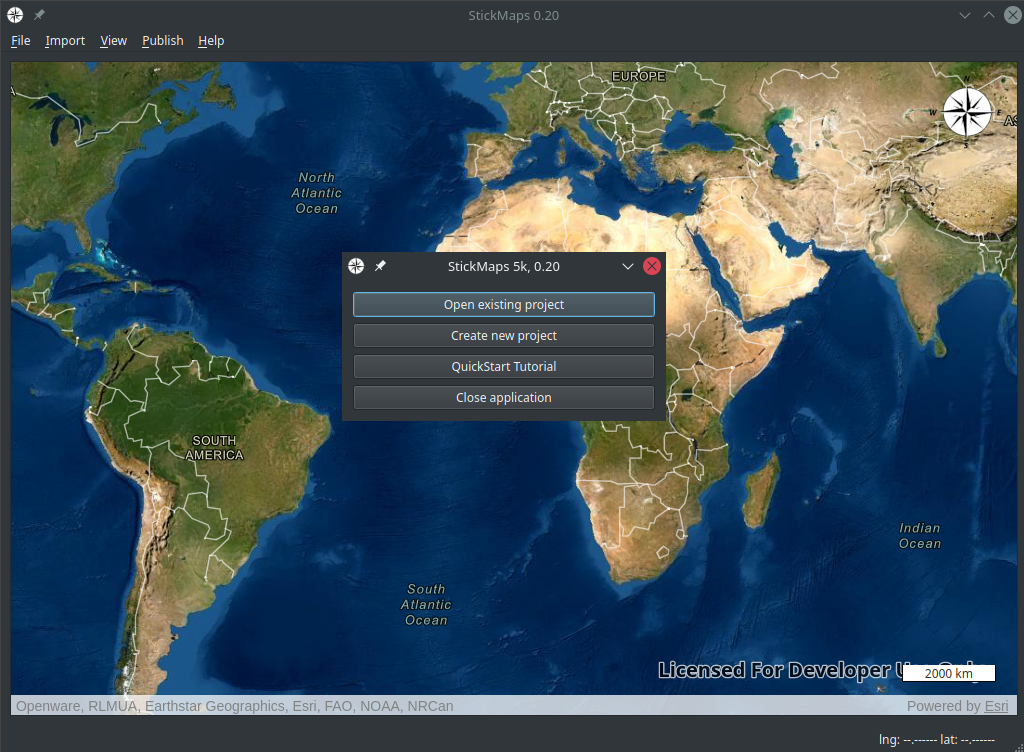 StickMaps 0.20
File Import View Publish Help
EUROPE
N
W E
S
North
Atlantic
Ocean
StickMaps 5k, 0.20
Open existing project
Create new project
QuickStart Tutorial
Close application
SOUTH
AMERICA
Indian
Ocean
South
Atlantic
Ocean
Licensed For Developer
2000 km
Openware, RLMUA, Earthstar Geographics, Esri, FAO, NOAA, NRCan Powered by Esri
lng: --.------ lat: --.------